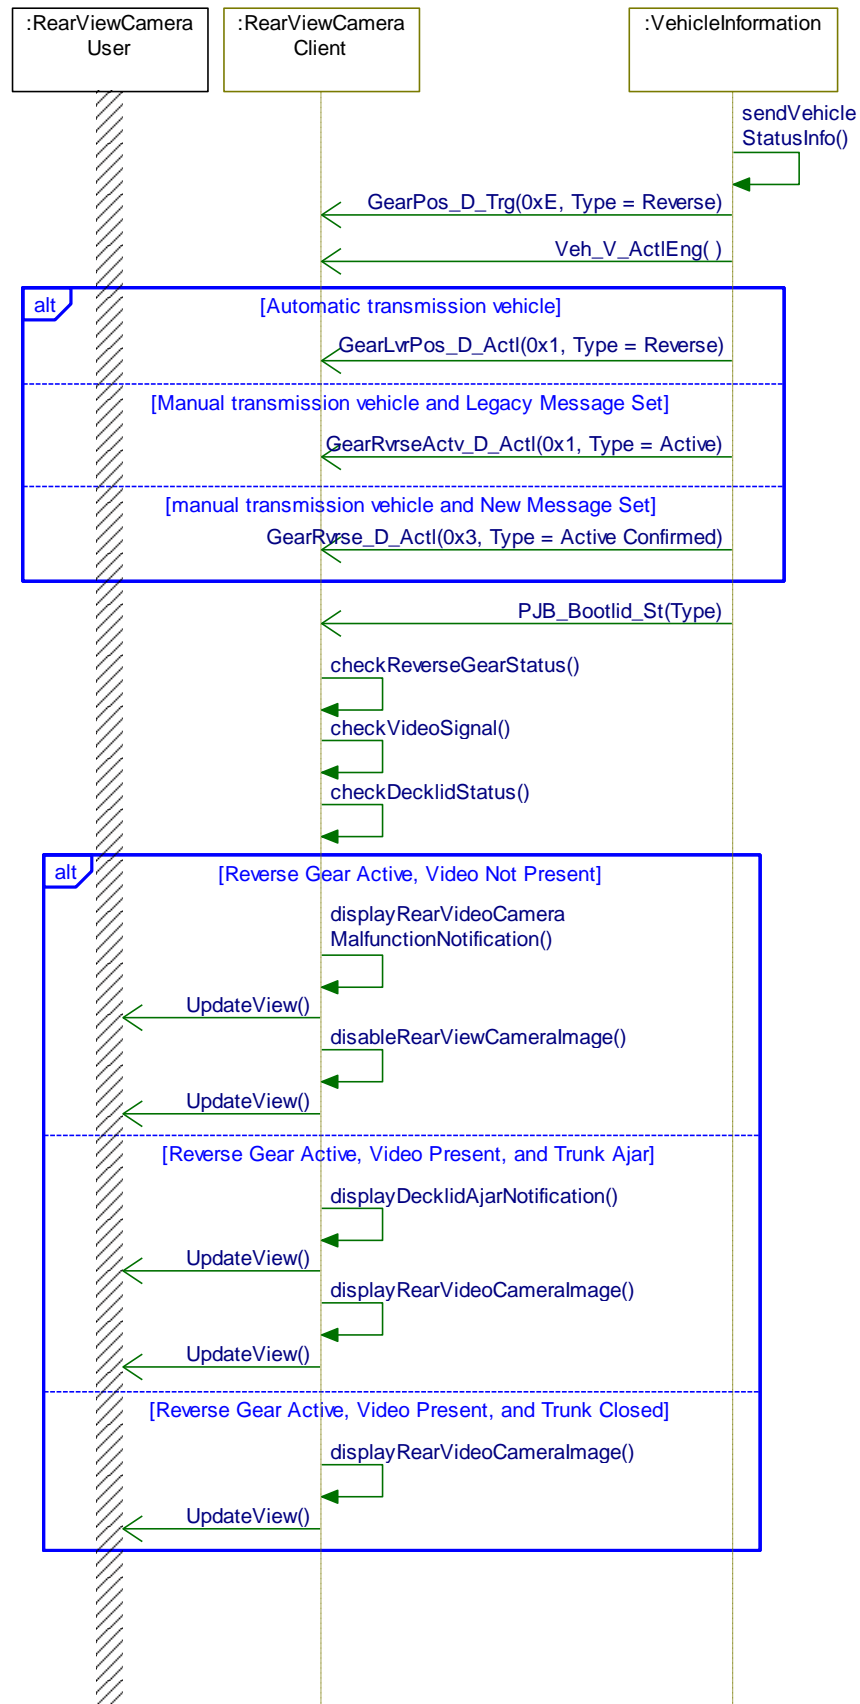 :RearViewCamera
User
:RearViewCamera
Client
:VehicleInformation
sendVehicle
StatusInfo()
GearPos_D_Trg(0xE, Type = Reverse)
Veh_V_ActlEng( )
alt
[Automatic transmission vehicle]
GearLvrPos_D_Actl(0x1, Type = Reverse)
[Manual transmission vehicle and Legacy Message Set]
GearRvrseActv_D_Actl(0x1, Type = Active)
[manual transmission vehicle and New Message Set]
GearRvrse_D_Actl(0x3, Type = Active Confirmed)
PJB_Bootlid_St(Type)
checkReverseGearStatus()
checkVideoSignal()
checkDecklidStatus()
alt
[Reverse Gear Active, Video Not Present]
displayRearVideoCamera
MalfunctionNotification()
UpdateView()
disableRearViewCameraImage()
UpdateView()
[Reverse Gear Active, Video Present, and Trunk Ajar]
displayDecklidAjarNotification()
UpdateView()
displayRearVideoCameraImage()
UpdateView()
[Reverse Gear Active, Video Present, and Trunk Closed]
displayRearVideoCameraImage()
UpdateView()